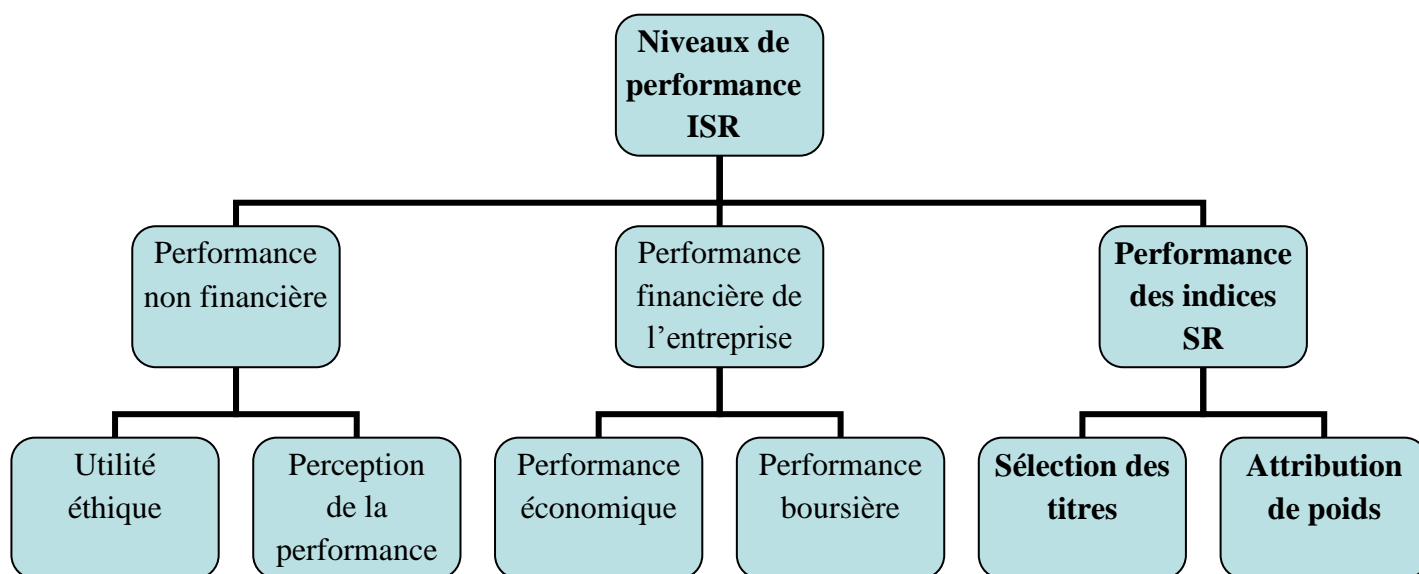 Niveaux de
performance
ISR
Performance
non financière
Performance
financière de
l’entreprise
Performance
des indices
SR
Utilité
éthique
Perception
de la
performance
Performance
économique
Performance
boursière
Sélection des
titres
Attribution
de poids